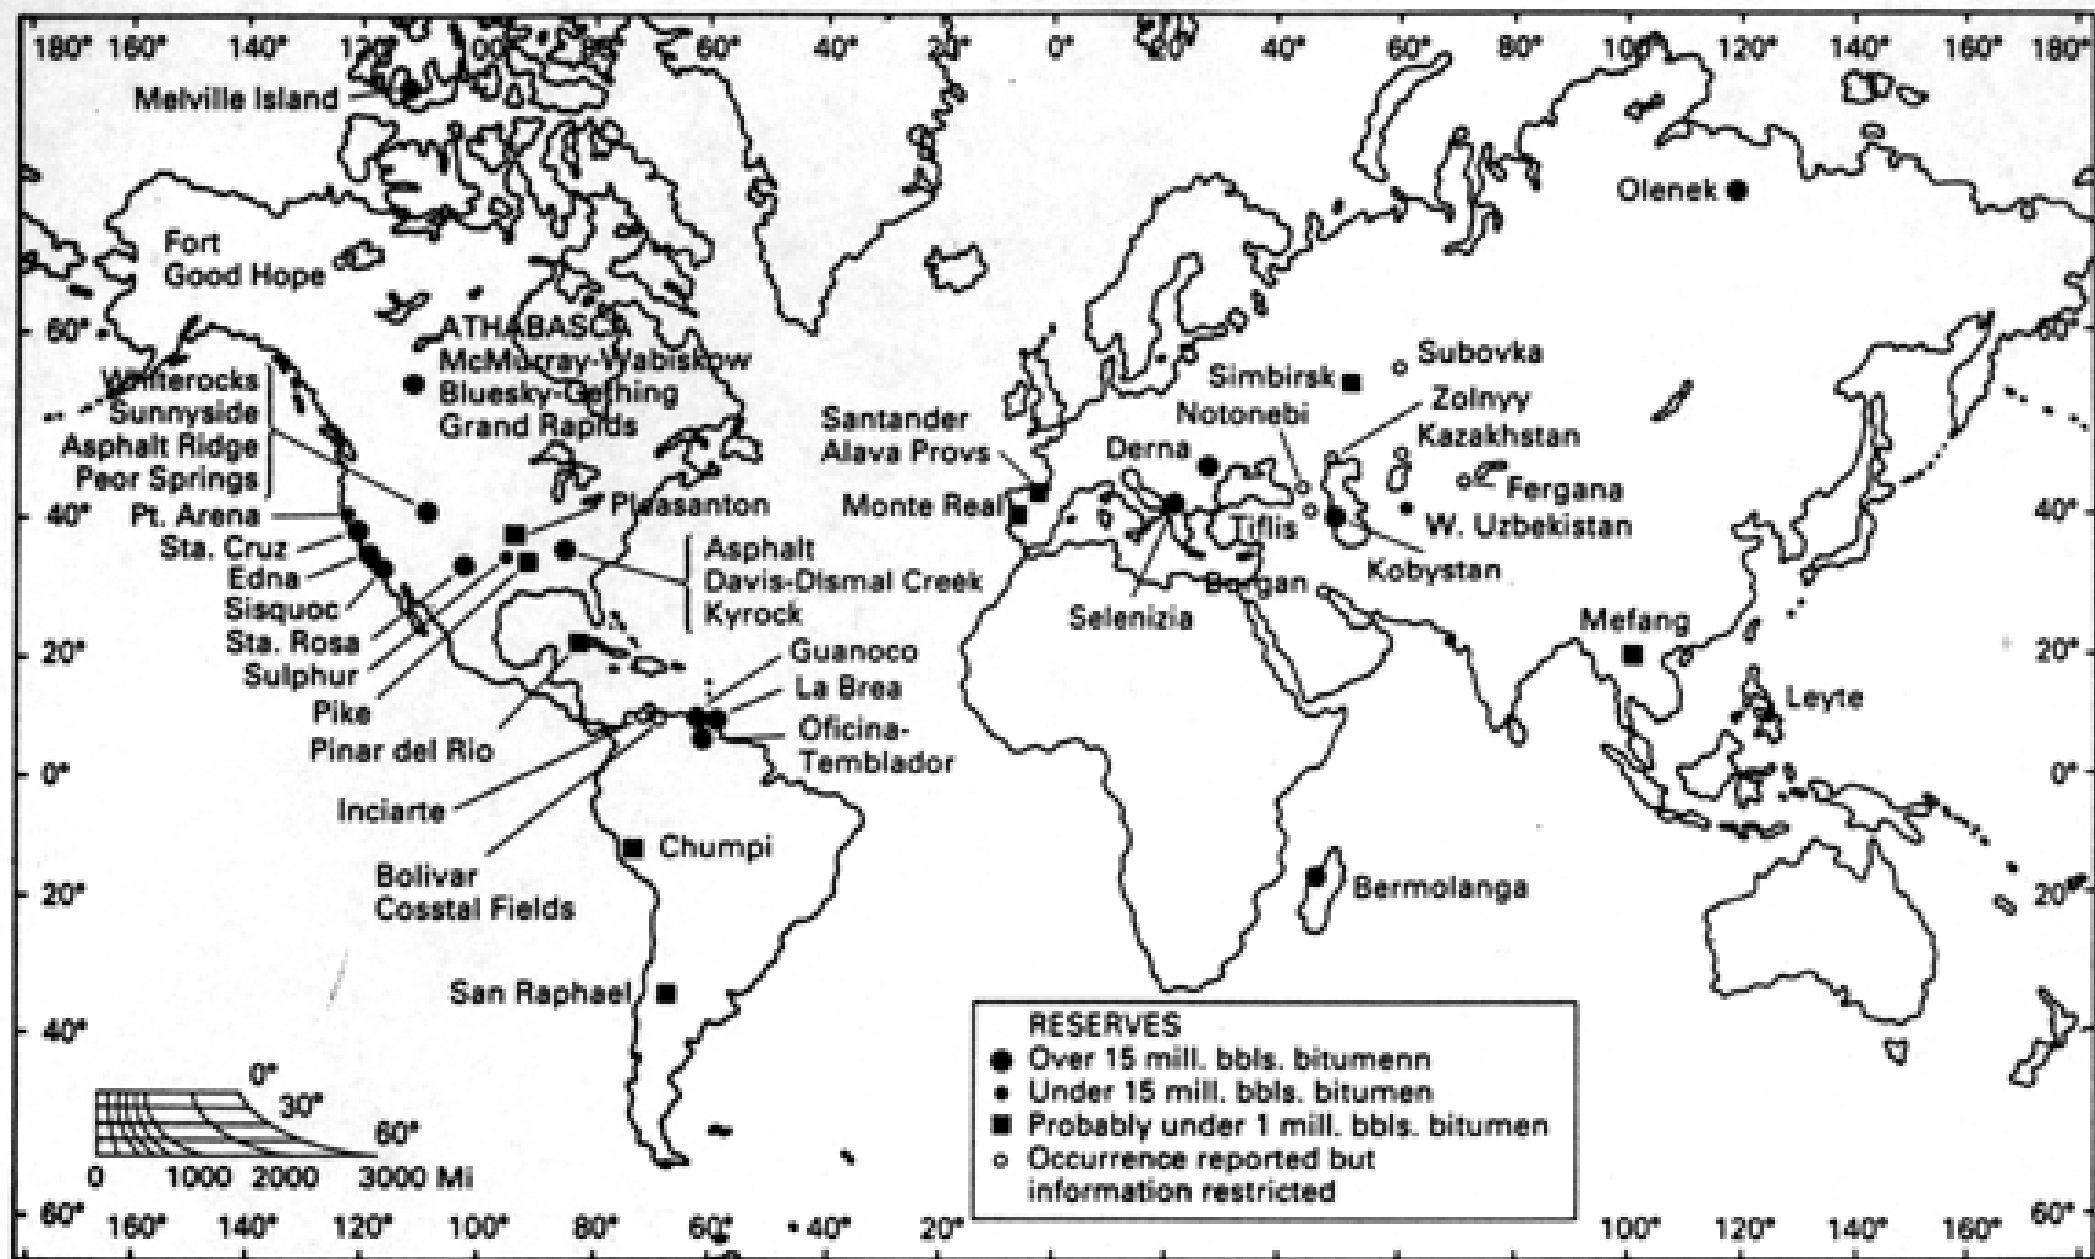 180° 160° 140° 120° 100° 80° 60° 40° 20° 0° 20° 40° 60° 80° 100° 120° 140° 160° 180°
Melville Island
Olenek
Fort
Good Hope
60°
60°
ATHABASCA
McMurray-Wabiskow
Bluesky-Gething
Grand Rapids
Whiterocks
Sunnyside
Asphalt Ridge
Peor Springs
Subovka
Simbirsk
Zolnyy
Notonebi
Santander
Alava Provs
Derna
Kazakhstan
Fergana
Pleasanton
Monte Real
40°
Pt. Arena
Tiflis
W. Uzbekistan
40°
Sta. Cruz
Edna
Sisquoc
Sta. Rosa
Sulphur
Pike
Pinar del Rio
Asphalt
Davis-Dismal Creek
Kyrock
Kobystan
Borgan
Selenizia
Mefang
20°
20°
Guanoco
La Brea
Oficina-
Temblador
Leyte
0°
0°
Inciarte
Bolivar
Cosstal Fields
Chumpi
Bermolanga
20°
20°
San Raphael
40°
40°
RESERVES
Over 15 mill. bbls. bitumenn
Under 15 mill. bbls. bitumen
Probably under 1 mill. bbls. bitumen
Occurrence reported but
information restricted
0°
30°
60°
0 1000 2000 3000 Mi
60° 160° 140° 120° 100° 80° 60° 40° 20° 100° 120° 140° 160° 60°